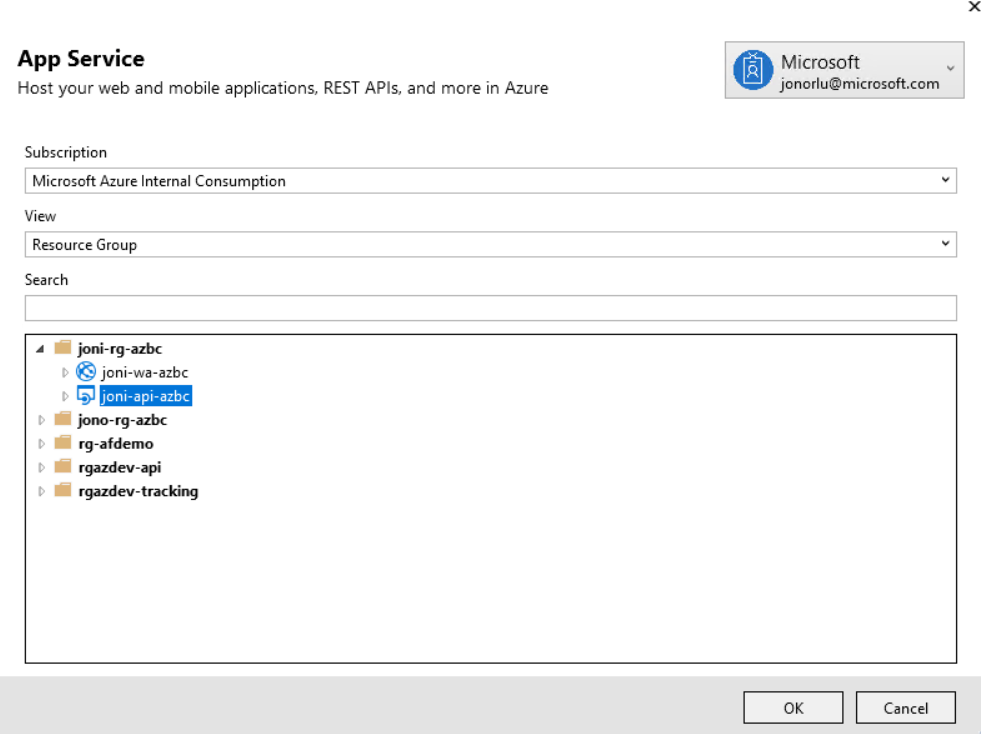 App Service
Host your web and mobile applications, REST APIs, and more in Azure
Microsoft
jonorlu@microsoft.com
Subscription
Microsoft Azure Internal Consumption
View
Resource Group
Search
joni-rg-azbc
joni-wa-azbc
joni-api-azbc
jono-rg-azbc
rg-afdemo
rgazdev-api
rgazdev-tracking
OK
Cancel